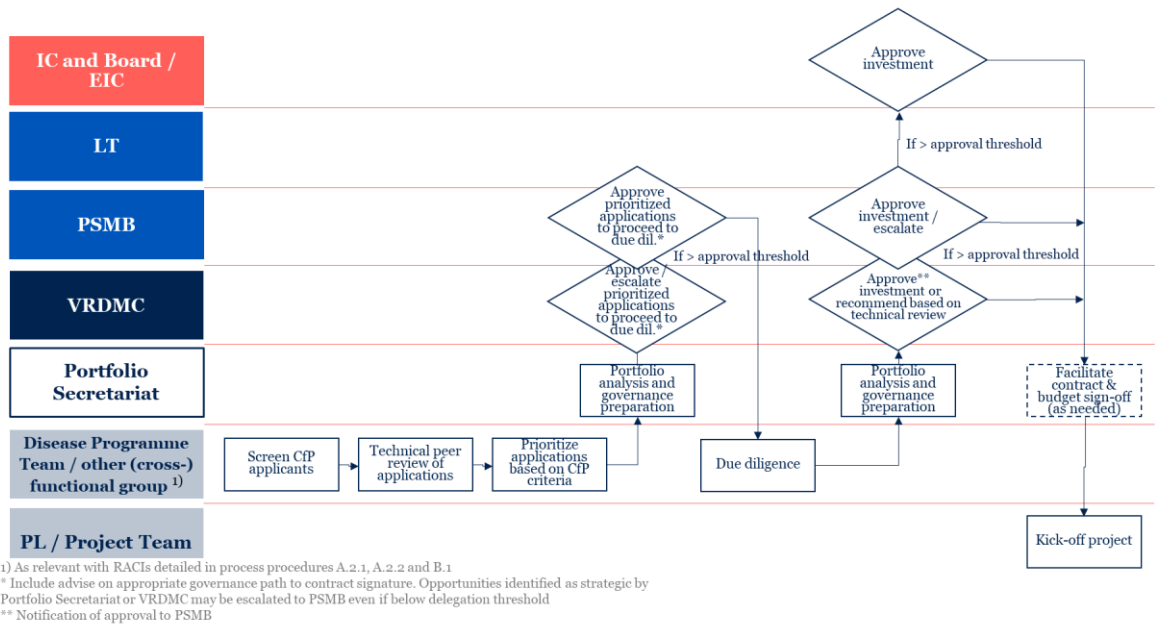 IC and Board /
EIC
Approve
investment
LT
If > approval threshold
PSMB
Approve
prioritized
applications
to proceed to
due dil.*
Approve
investment /
escalate
If > approval threshold
If > approval threshold
VRDMC
Approve /
escalate
prioritized
applications
to proceed to
due dil.*
Approve**
investment or
recommend based on
technical review
Portfolio
Secretariat
Portfolio
analysis and
governance
preparation
Portfolio
analysis and
governance
preparation
Facilitate
contract &
budget sign-off
(as needed)
Disease Programme
Team / other (cross-)
functional group 1)
Screen CfP
applicants
Technical peer
review of
applications
Prioritize
applications
based on CfP
criteria
Due diligence
PL / Project Team
Kick-off project
1) As relevant with RACIs detailed in process procedures A.2.1, A.2.2 and B.1
* Include advise on appropriate governance path to contract signature. Opportunities identified as strategic by
Portfolio Secretariat or VRDMC may be escalated to PSMB even if below delegation threshold
** Notification of approval to PSMB